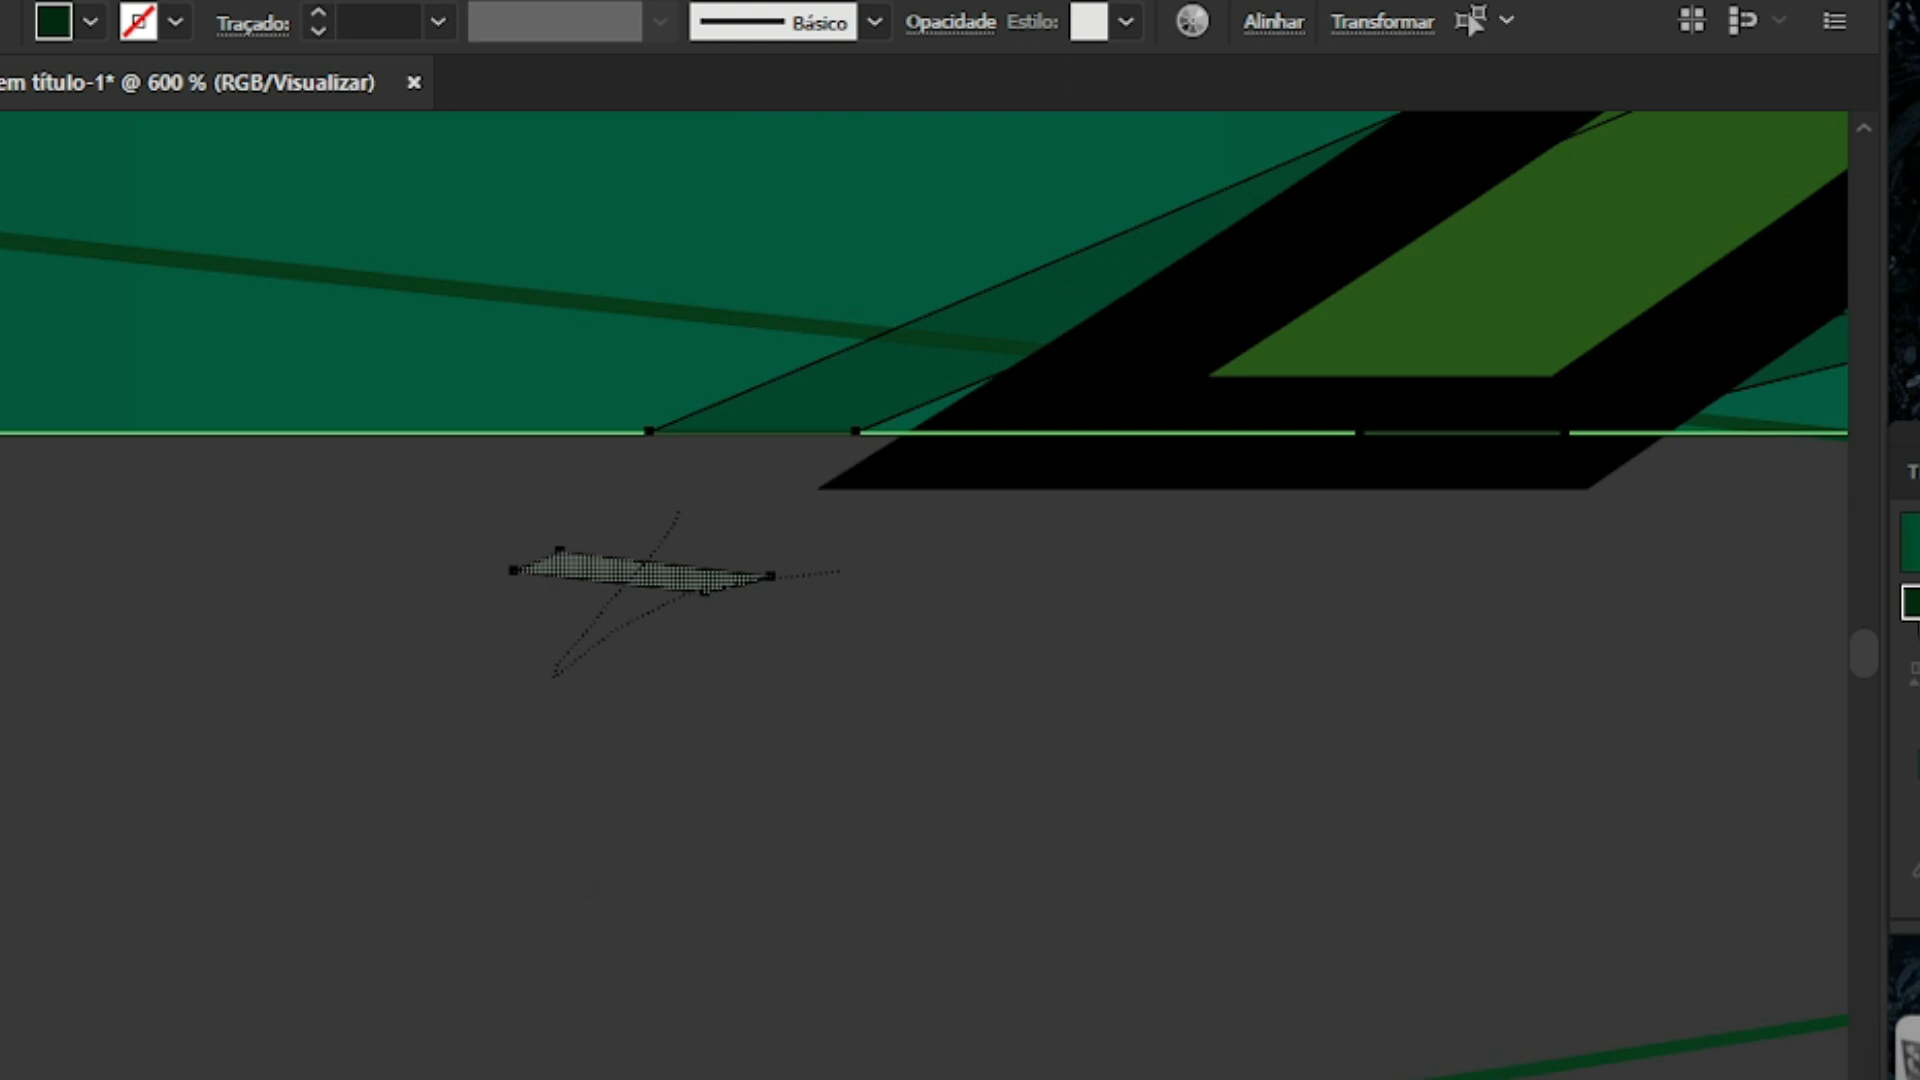 Traçado:
Básico
Opacidade
Estilo:
Alinhar
Transformar
em título-1* @ 600 % (RGB/Visualizar)